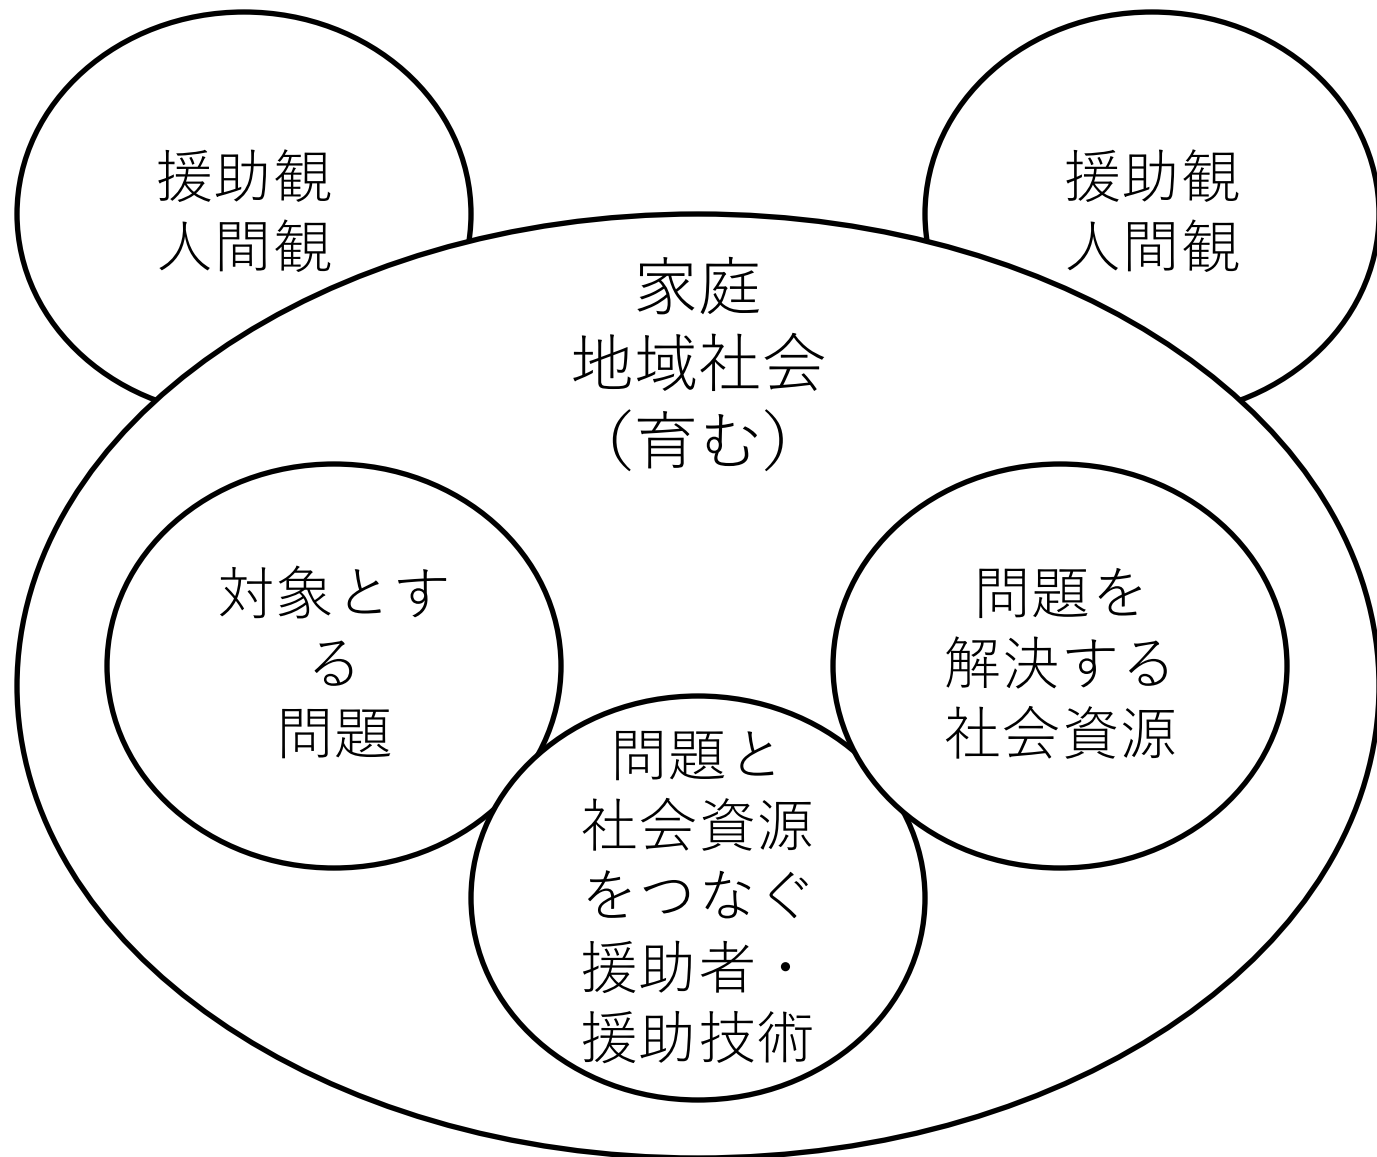 援助観
人間観
援助観
人間観
家庭
地域社会
（育む）
対象とす
る
問題
問題を
解決する
社会資源
問題と
社会資源
をつなぐ
援助者・
援助技術